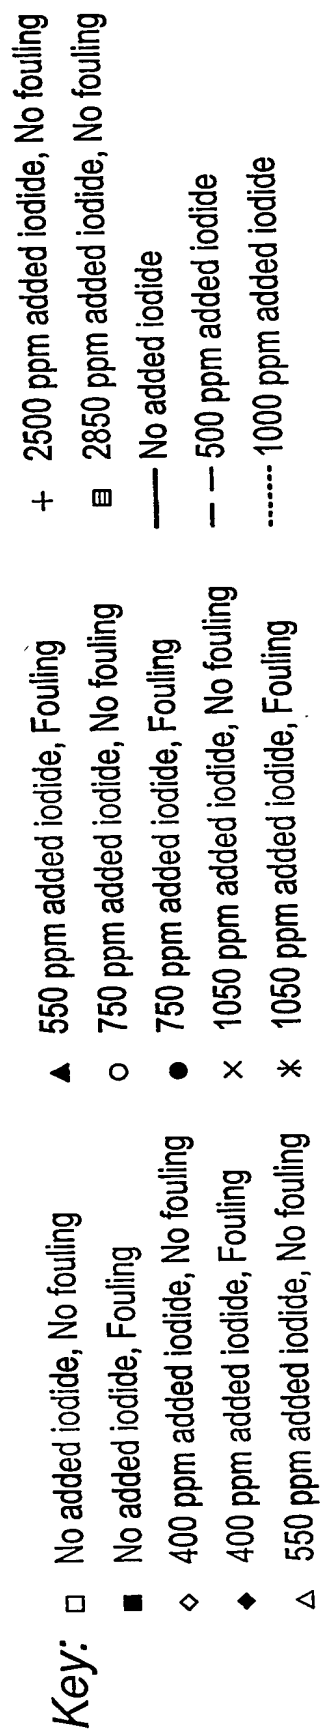 Key:
No added iodide, No fouling
No added iodide, Fouling
400 ppm added iodide, No fouling
400 ppm added iodide, Fouling
550 ppm added iodide, No fouling
550 ppm added iodide, Fouling
750 ppm added iodide, No fouling
750 ppm added iodide, Fouling
1050 ppm added iodide, No fouling
1050 ppm added iodide, Fouling
2500 ppm added iodide, No fouling
2850 ppm added iodide, No fouling
No added iodide
500 ppm added iodide
1000 ppm added iodide